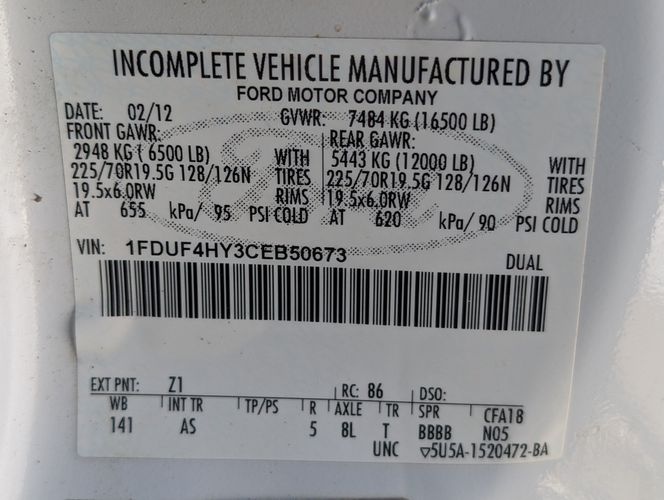 INCOMPLETE VEHICLE MANUFACTURED BY
FORD MOTOR COMPANY
DATE: 02/12 GVWR: 7484 KG (16500 LB)
FRONT GAWR: REAR GAWR:
2948 KG ( 6500 LB) WITH 5443 KG (12000 LB) WITH
225/70R19.5G 128/126N TIRES 225/70R19.5G 128/126N TIRES
19.5x6.0RW RIMS 19.5x6.0RW RIMS
AT 655 kPa/ 95 PSI COLD AT 620 kPa/ 90 PSI COLD
VIN: 1FDUF4HY3CEB50673 DUAL
EXT PNT: Z1 RC: 86 DSO:
WB INT TR TP/PS R AXLE TR SPR CFA18
141 AS 5 8L T BBBB N05
UNC ▽5U5A-1520472-BA